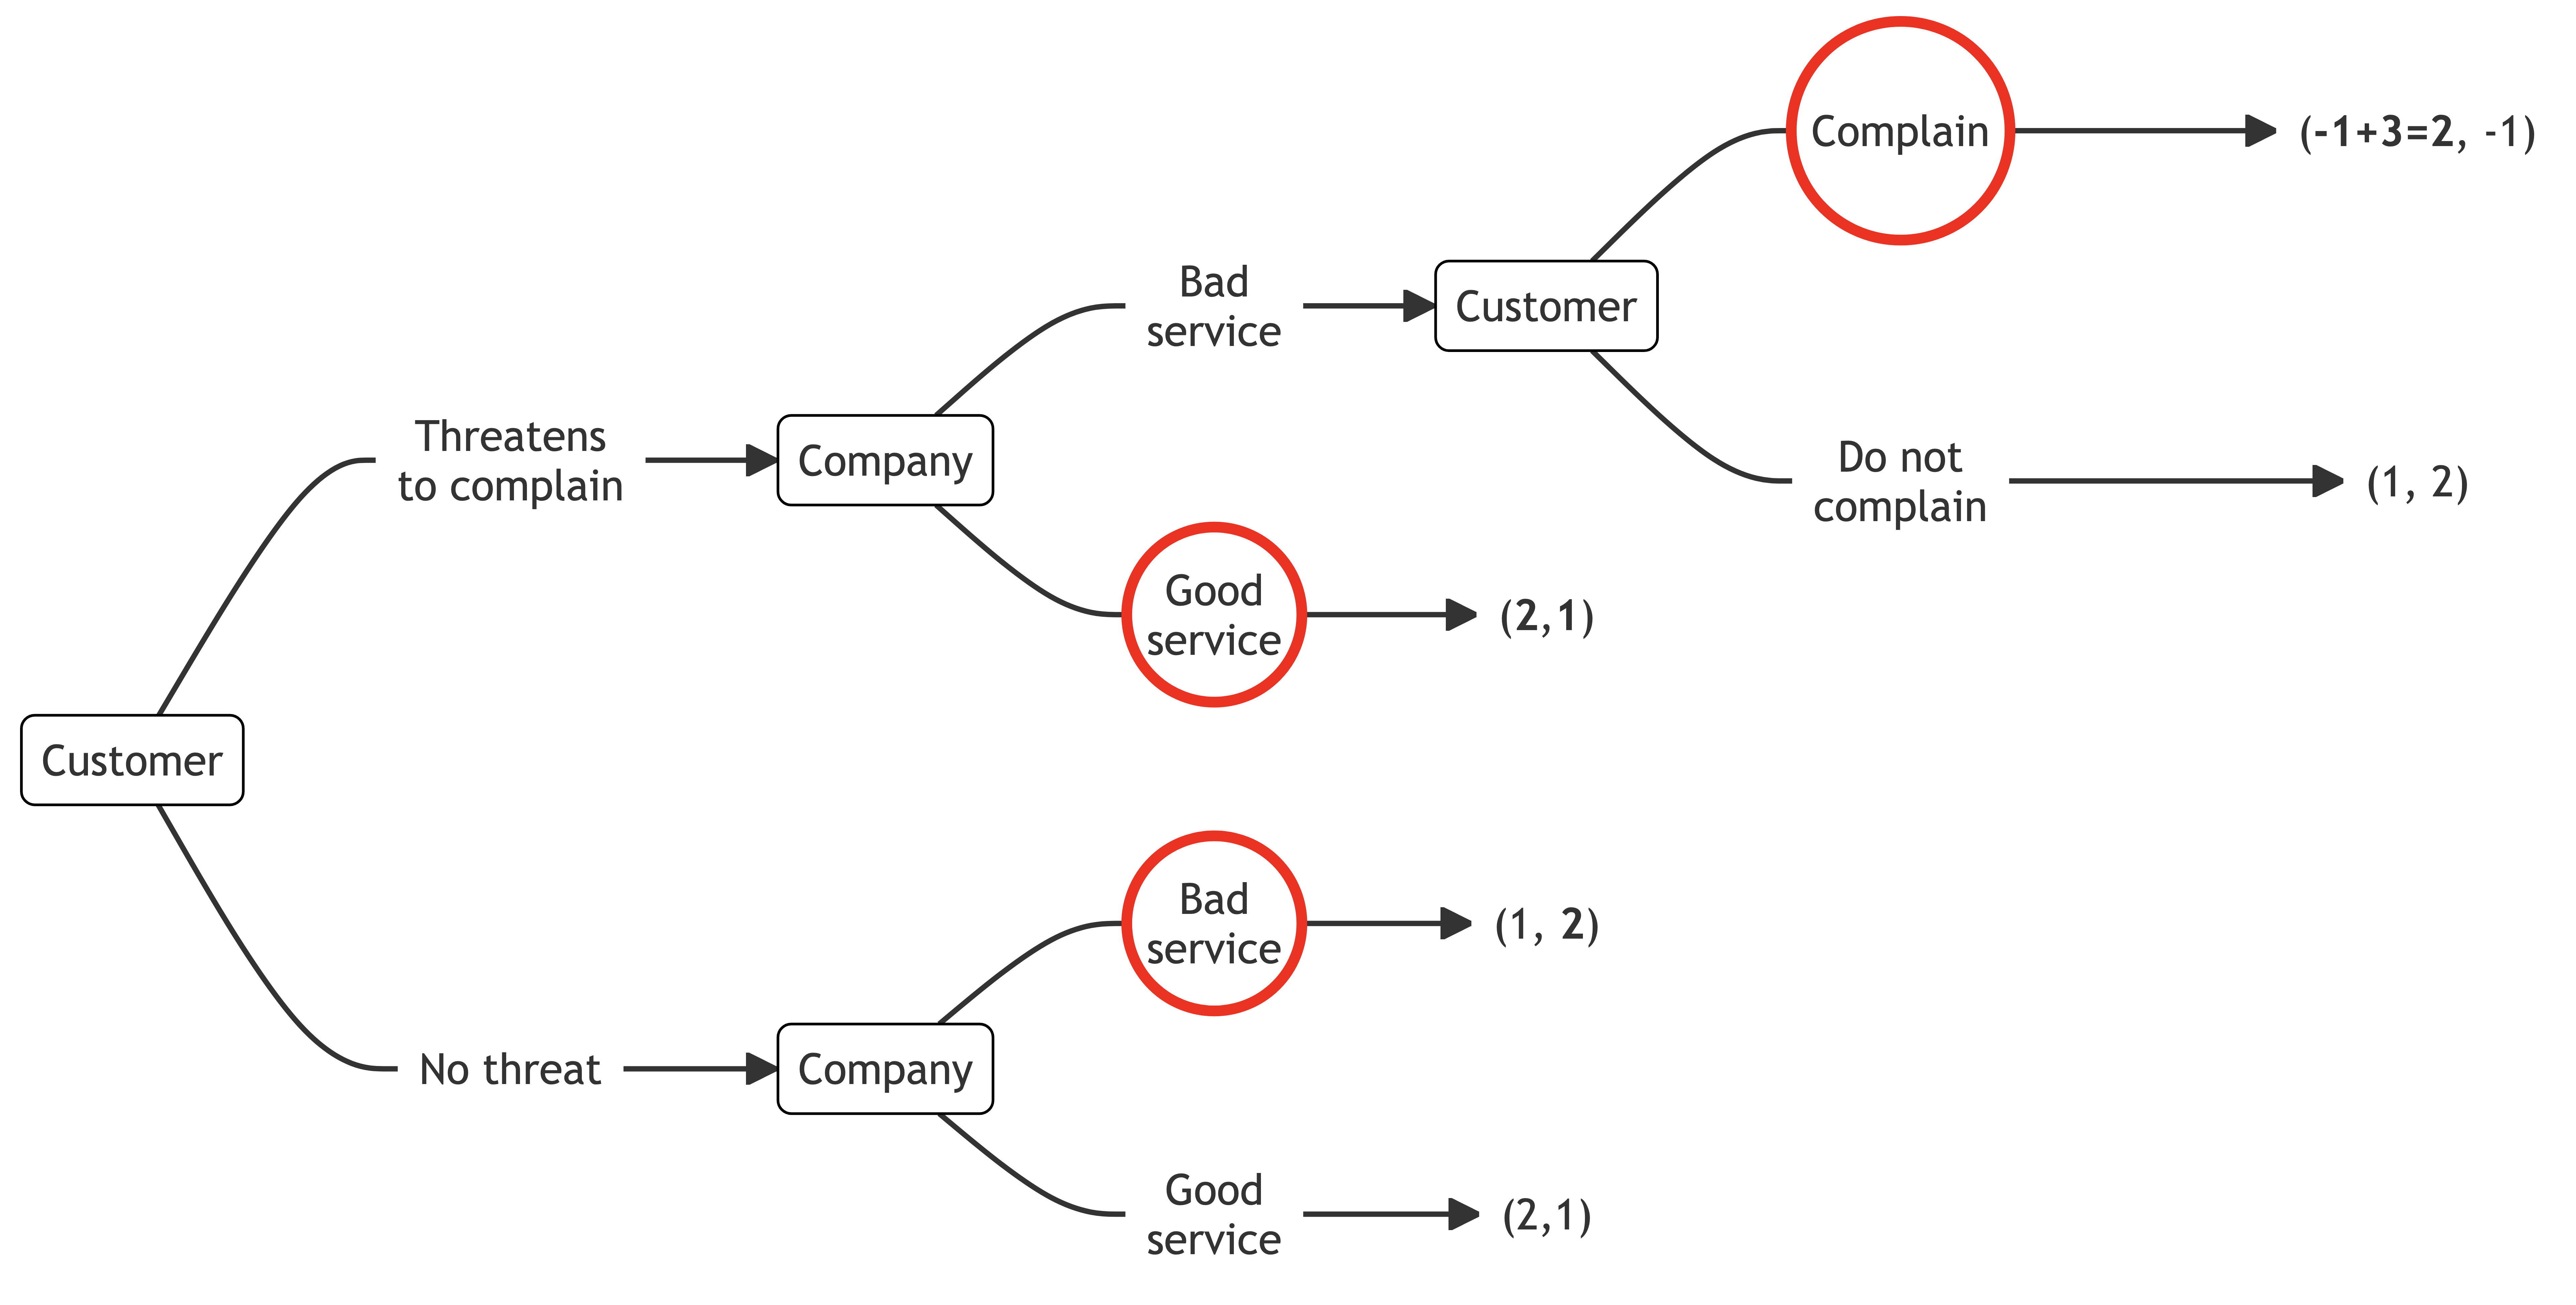 Complain
(-1+3=2, -1)
Bad
service
Customer
Threatens
to complain
Company
Do not
complain
(1, 2)
Good
service
(2,1)
Customer
Bad
service
(1, 2)
No threat
Company
Good
service
(2,1)